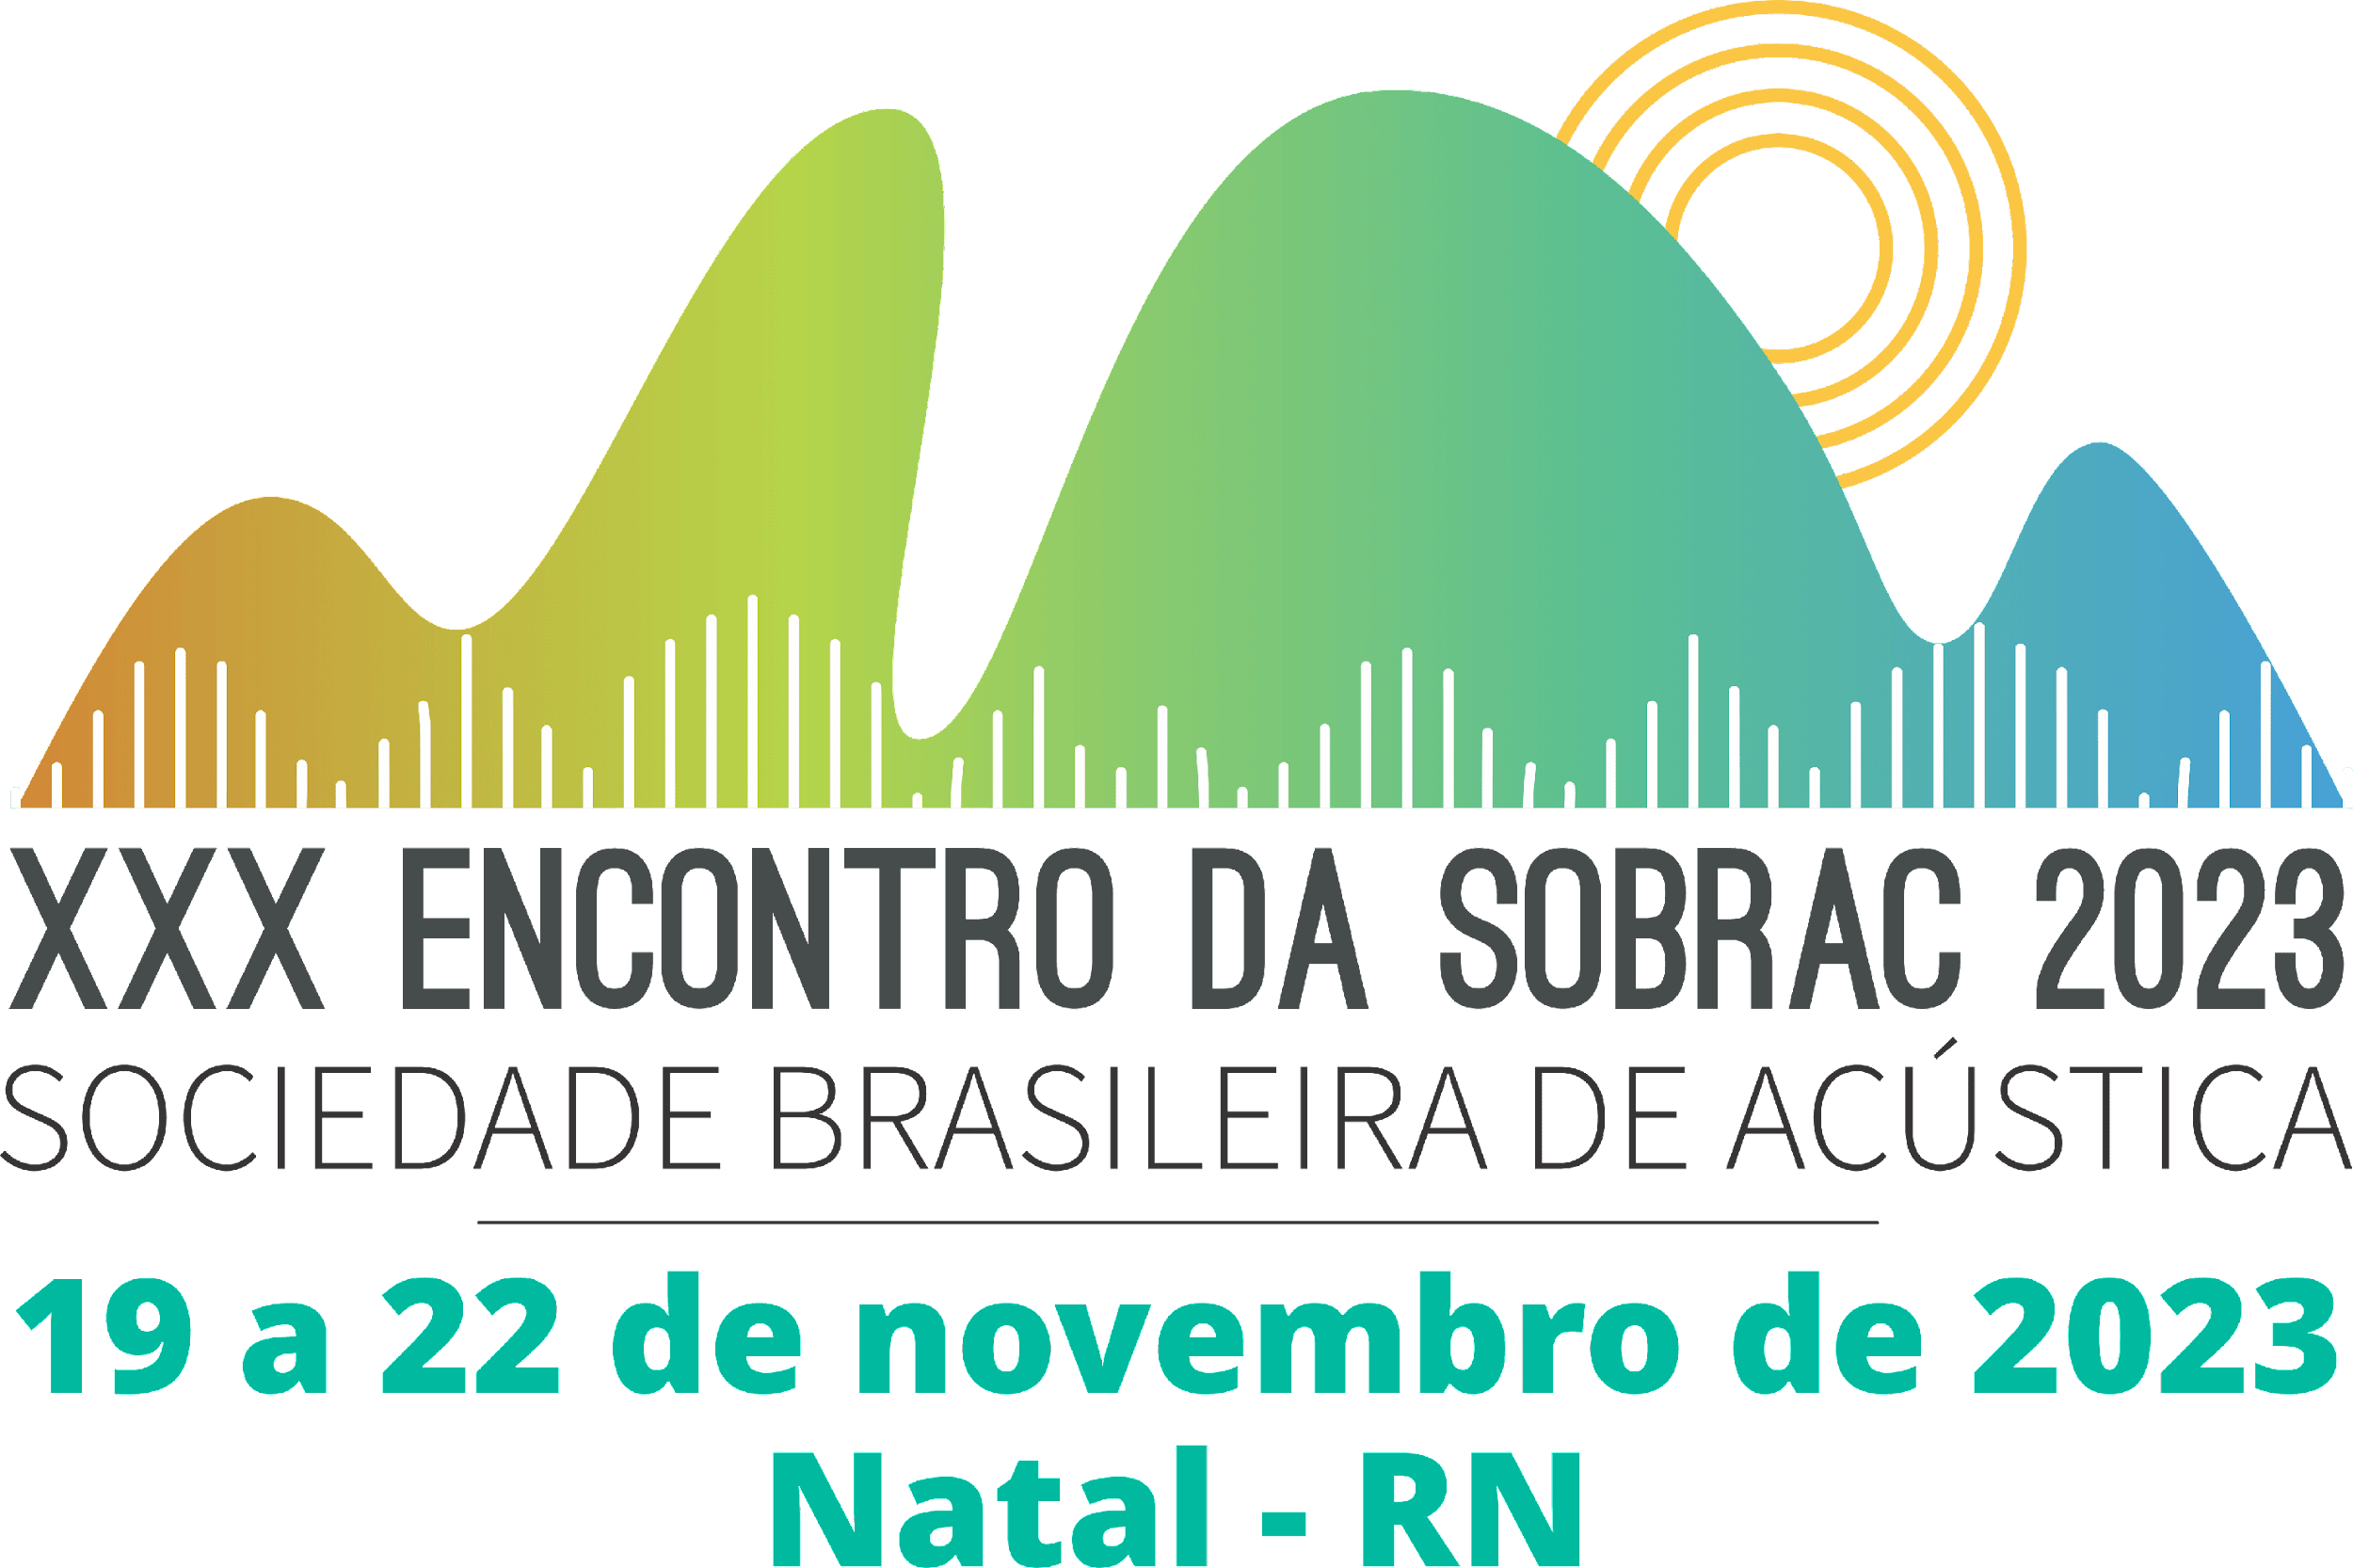 XXX ENCONTRO DA SOBRAC 2023
SOCIEDADE BRASILEIRA DE ACÚSTICA
19 a 22 de novembro de 2023
Natal - RN